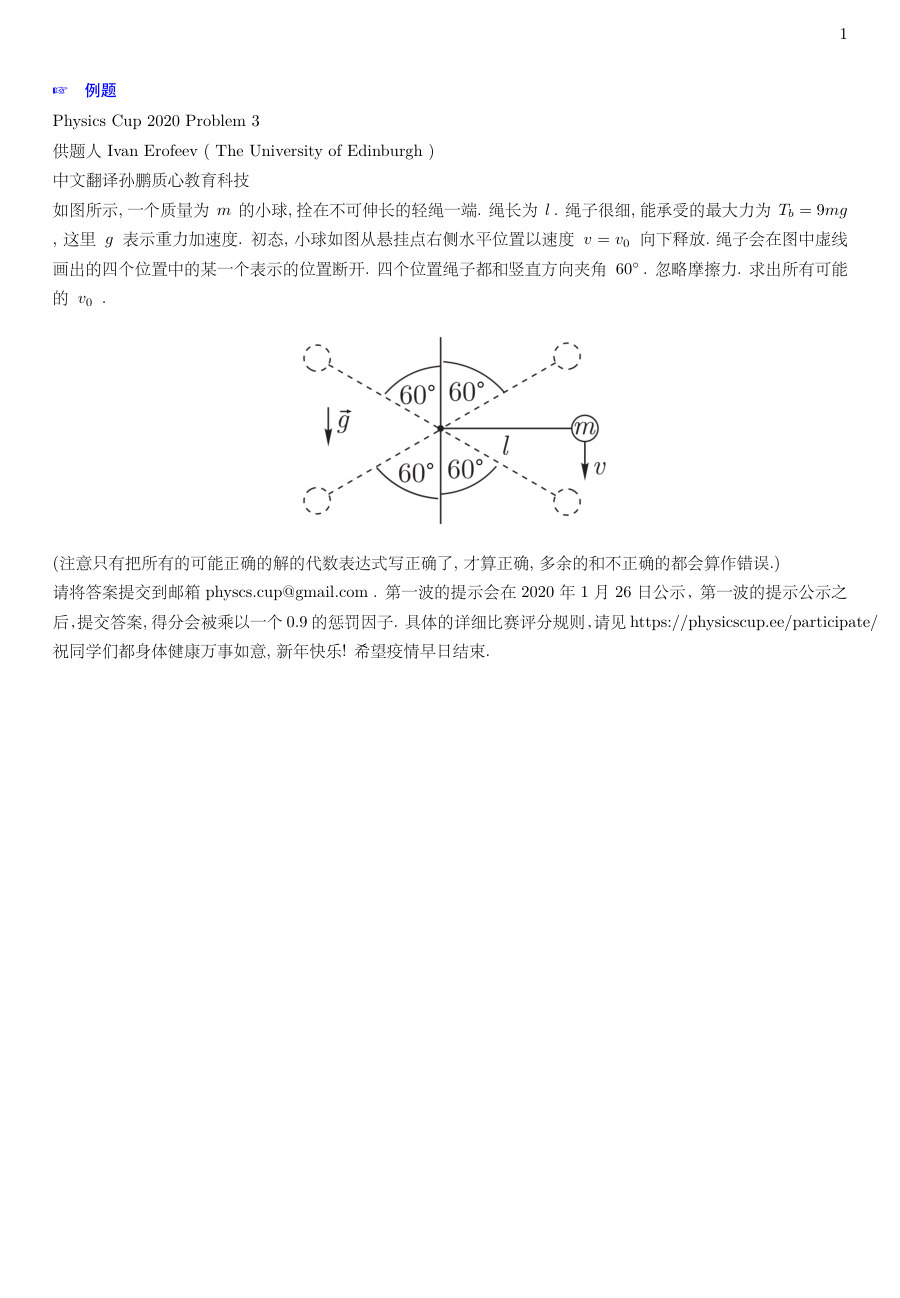 1
☞ 例题
Physics Cup 2020 Problem 3
供题人 Ivan Erofeev ( The University of Edinburgh )
中文翻译孙鹏质心教育科技
如图所示, 一个质量为 m 的小球, 拴在不可伸长的轻绳一端. 绳长为 l . 绳子很细, 能承受的最大力为 T_b = 9mg
, 这里 g 表示重力加速度. 初态, 小球如图从悬挂点右侧水平位置以速度 v = v_0 向下释放. 绳子会在图中虚线
画出的四个位置中的某一个表示的位置断开. 四个位置绳子都和竖直方向夹角 60° . 忽略摩擦力. 求出所有可能
的 v_0 .
60° 60°
g⃗
m
l
v
60° 60°
(注意只有把所有的可能正确的解的代数表达式写正确了, 才算正确, 多余的和不正确的都会算作错误.)
请将答案提交到邮箱 physcs.cup@gmail.com . 第一波的提示会在 2020 年 1 月 26 日公示, 第一波的提示公示之
后,提交答案, 得分会被乘以一个 0.9 的惩罚因子. 具体的详细比赛评分规则,请见 https://physicscup.ee/participate/
祝同学们都身体健康万事如意, 新年快乐! 希望疫情早日结束.